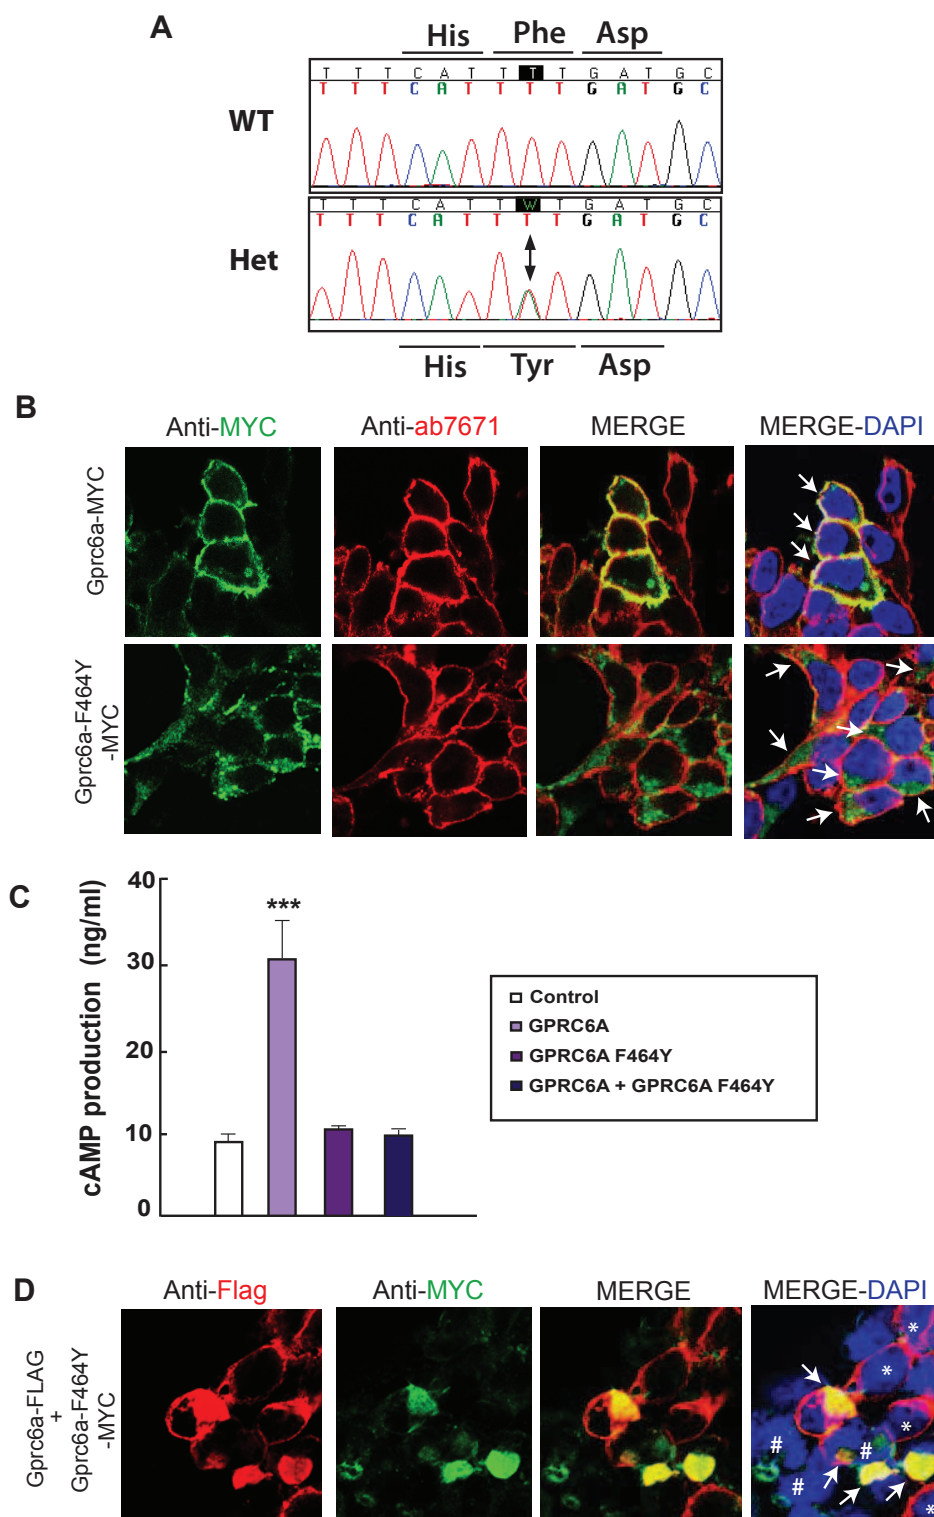 A
His Phe Asp
T T T C A T T T T G A T G C
T T T C A T T T T G A T G C
WT
T T T C A T T W T G A T G C
T T T C A T T T T G A T G C
Het
His Tyr Asp
B
Anti-MYC Anti-ab7671 MERGE MERGE-DAPI
Gprc6a-MYC
Gprc6a-F464Y
-MYC
C
cAMP production (ng/ml)
40
30
20
10
0
***
Control
GPRC6A
GPRC6A F464Y
GPRC6A + GPRC6A F464Y
D
Anti-Flag Anti-MYC MERGE MERGE-DAPI
Gprc6a-FLAG
+
Gprc6a-F464Y
-MYC
*
*
*
# #
#
*